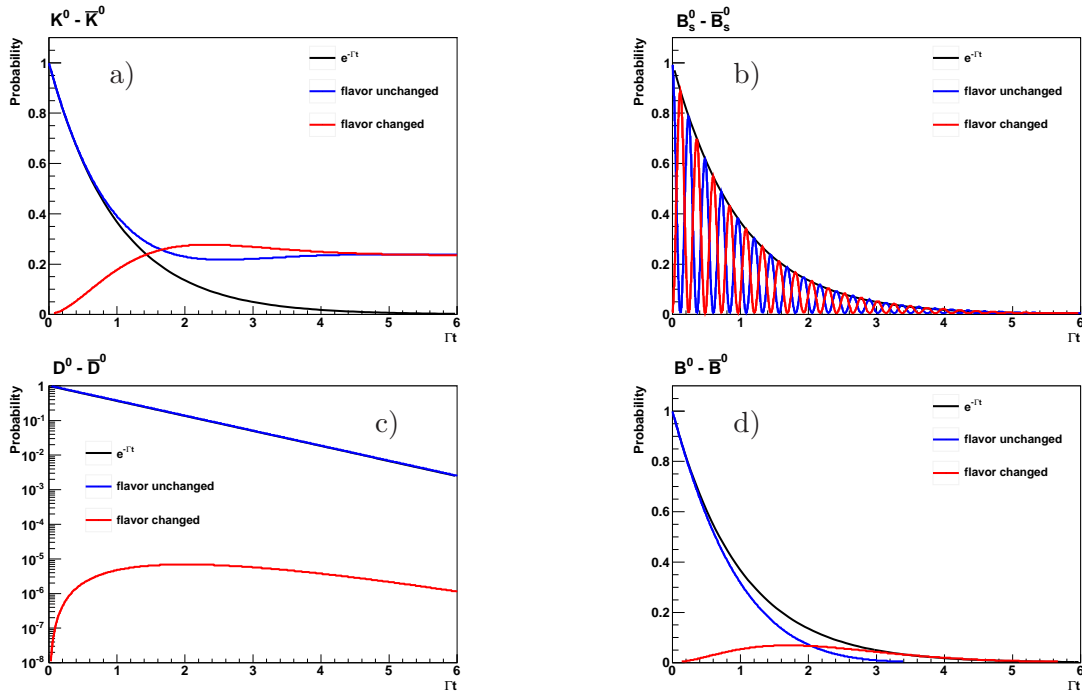 K⁰ - K̅⁰
a)
Probability
1
0.8
0.6
0.4
0.2
0
e^-Γt
flavor unchanged
flavor changed
0 1 2 3 4 5 6
Γt
B⁰s - B̅⁰s
b)
Probability
1
0.8
0.6
0.4
0.2
0
e^-Γt
flavor unchanged
flavor changed
0 1 2 3 4 5 6
Γt
D⁰ - D̅⁰
c)
Probability
1
10⁻¹
10⁻²
10⁻³
10⁻⁴
10⁻⁵
10⁻⁶
10⁻⁷
10⁻⁸
e^-Γt
flavor unchanged
flavor changed
0 1 2 3 4 5 6
Γt
B⁰ - B̅⁰
d)
Probability
1
0.8
0.6
0.4
0.2
0
e^-Γt
flavor unchanged
flavor changed
0 1 2 3 4 5 6
Γt